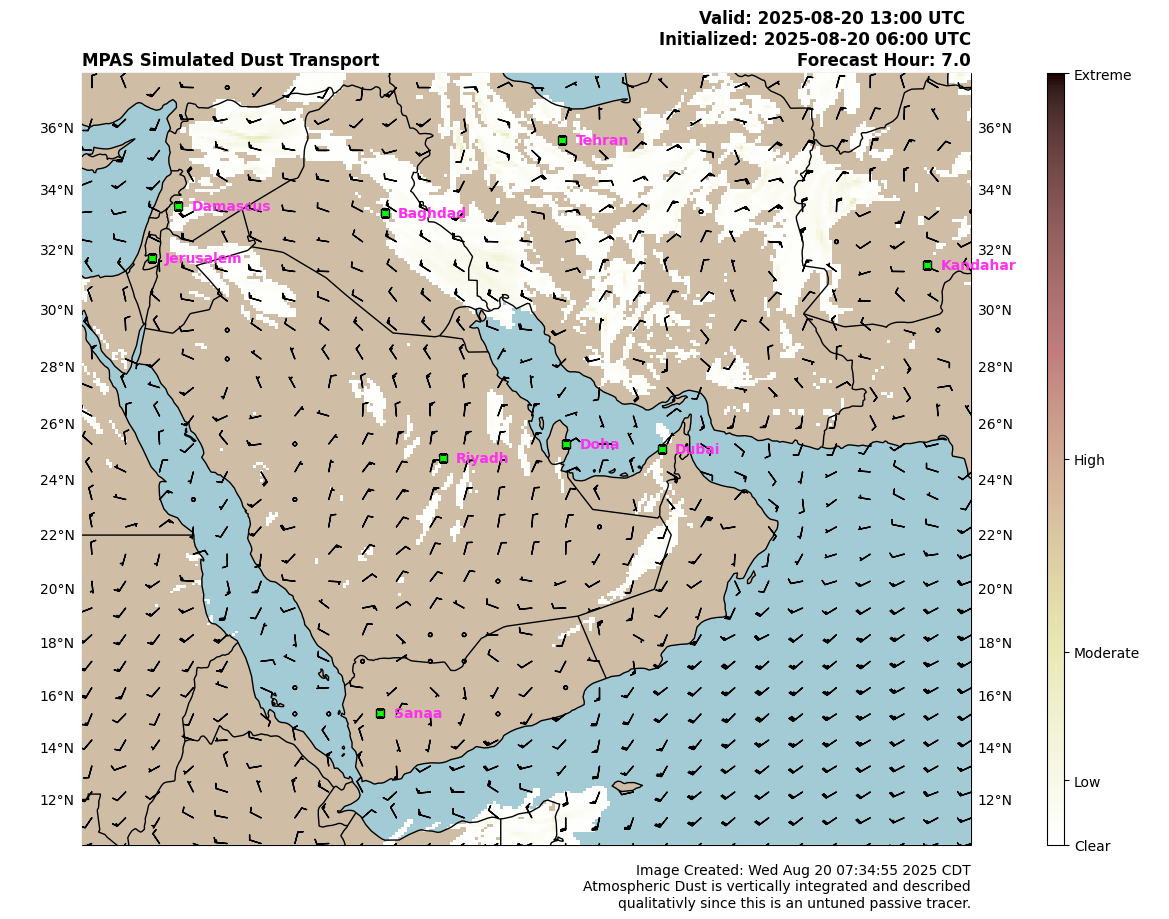 Valid: 2025-08-20 13:00 UTC
Initialized: 2025-08-20 06:00 UTC
MPAS Simulated Dust Transport
Forecast Hour: 7.0
Extreme
36°N
Tehran
36°N
34°N
Damascus
Baghdad
34°N
32°N
Jerusalem
Kandahar
32°N
30°N
30°N
28°N
28°N
26°N
Doha
Dubai
26°N
Riyadh
High
24°N
24°N
22°N
22°N
20°N
20°N
18°N
18°N
Moderate
16°N
16°N
Sanaa
14°N
14°N
Low
12°N
12°N
Clear
Image Created: Wed Aug 20 07:34:55 2025 CDT
Atmospheric Dust is vertically integrated and described
qualitativly since this is an untuned passive tracer.